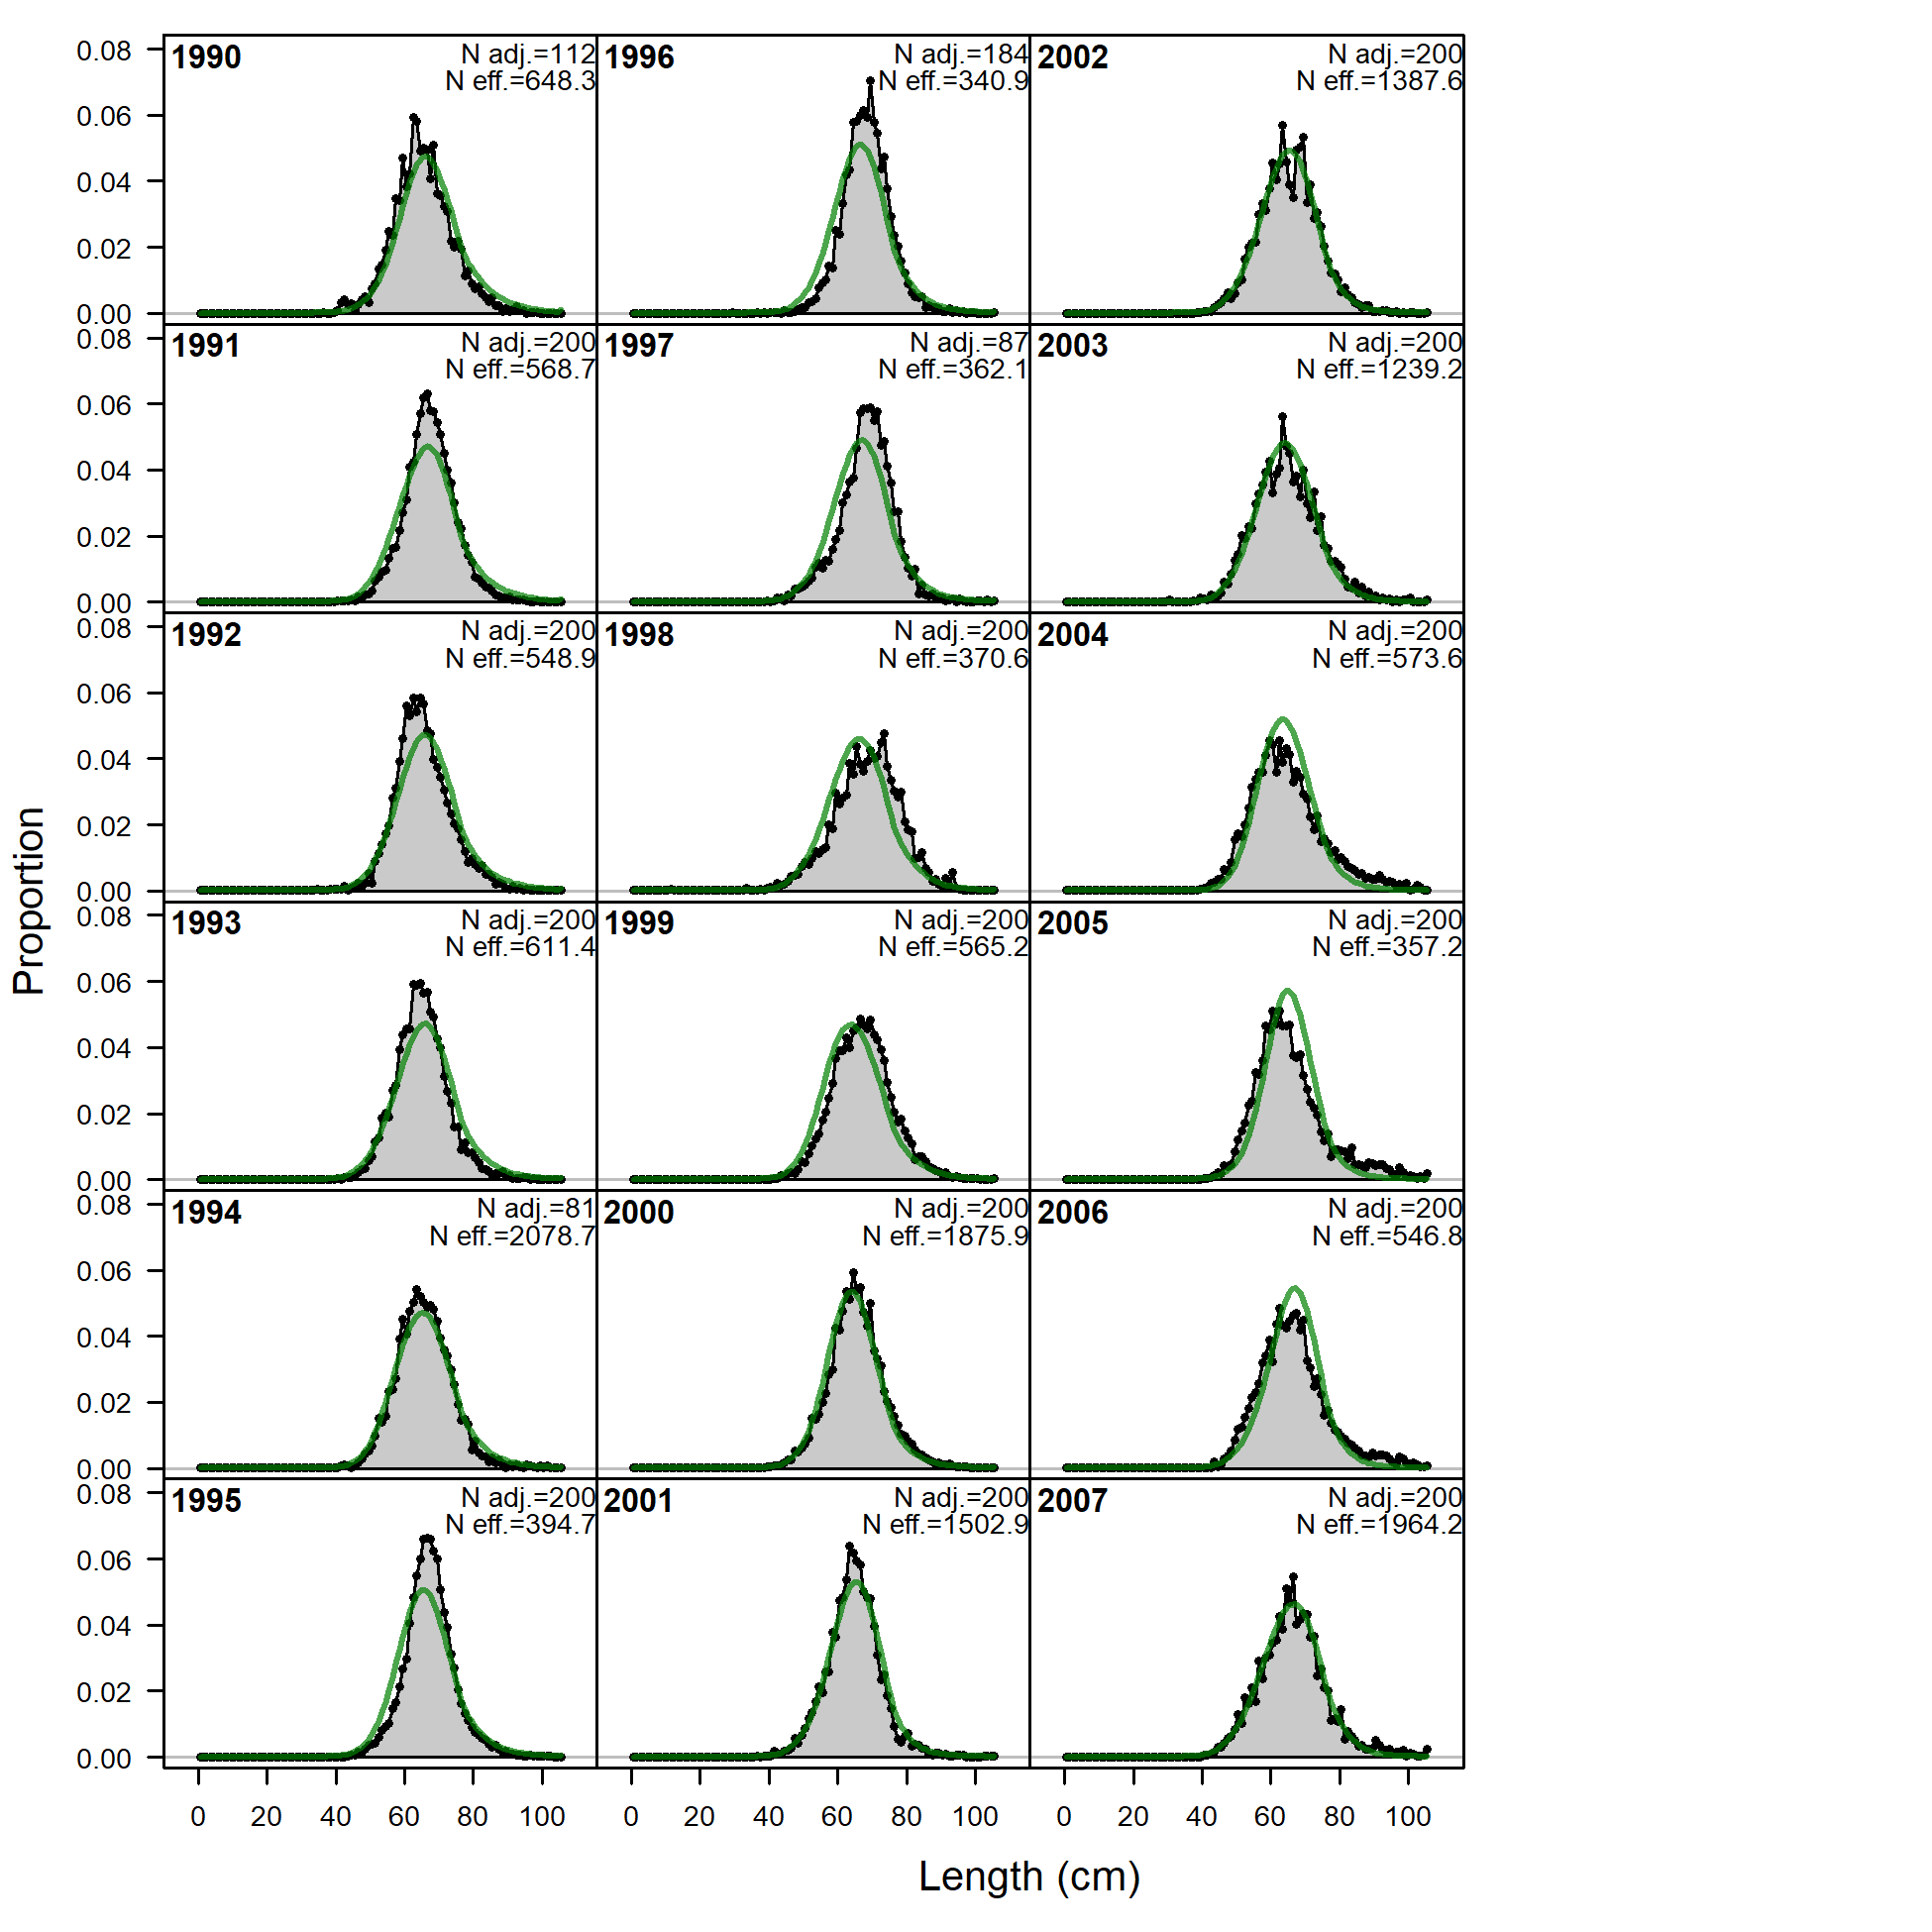 Proportion
0.08
0.06
0.04
0.02
0.00
1990
N adj.=112
N eff.=648.3
1996
N adj.=184
N eff.=340.9
2002
N adj.=200
N eff.=1387.6
0.08
0.06
0.04
0.02
0.00
1991
N adj.=200
N eff.=568.7
1997
N adj.=87
N eff.=362.1
2003
N adj.=200
N eff.=1239.2
0.08
0.06
0.04
0.02
0.00
1992
N adj.=200
N eff.=548.9
1998
N adj.=200
N eff.=370.6
2004
N adj.=200
N eff.=573.6
0.08
0.06
0.04
0.02
0.00
1993
N adj.=200
N eff.=611.4
1999
N adj.=200
N eff.=565.2
2005
N adj.=200
N eff.=357.2
0.08
0.06
0.04
0.02
0.00
1994
N adj.=81
N eff.=2078.7
2000
N adj.=200
N eff.=1875.9
2006
N adj.=200
N eff.=546.8
0.08
0.06
0.04
0.02
0.00
1995
N adj.=200
N eff.=394.7
2001
N adj.=200
N eff.=1502.9
2007
N adj.=200
N eff.=1964.2
0 20 40 60 80 100 0 20 40 60 80 100 0 20 40 60 80 100
Length (cm)